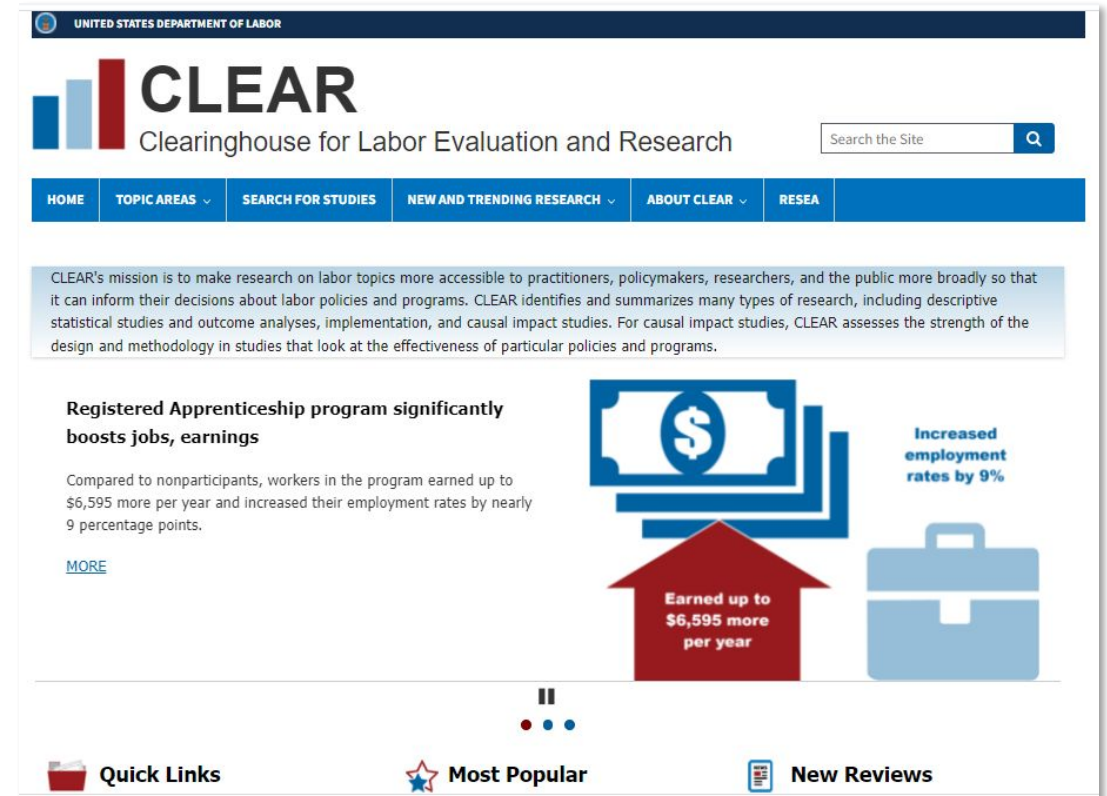 UNITED STATES DEPARTMENT OF LABOR
CLEAR
Clearinghouse for Labor Evaluation and Research
Search the Site
HOME TOPIC AREAS SEARCH FOR STUDIES NEW AND TRENDING RESEARCH ABOUT CLEAR RESEA
CLEAR's mission is to make research on labor topics more accessible to practitioners, policymakers, researchers, and the public more broadly so that
it can inform their decisions about labor policies and programs. CLEAR identifies and summarizes many types of research, including descriptive
statistical studies and outcome analyses, implementation, and causal impact studies. For causal impact studies, CLEAR assesses the strength of the
design and methodology in studies that look at the effectiveness of particular policies and programs.
Registered Apprenticeship program significantly
boosts jobs, earnings
Compared to nonparticipants, workers in the program earned up to
$6,595 more per year and increased their employment rates by nearly
9 percentage points.
MORE
$
Increased
employment
rates by 9%
Earned up to
$6,595 more
per year
Quick Links
Most Popular
NEWS
New Reviews